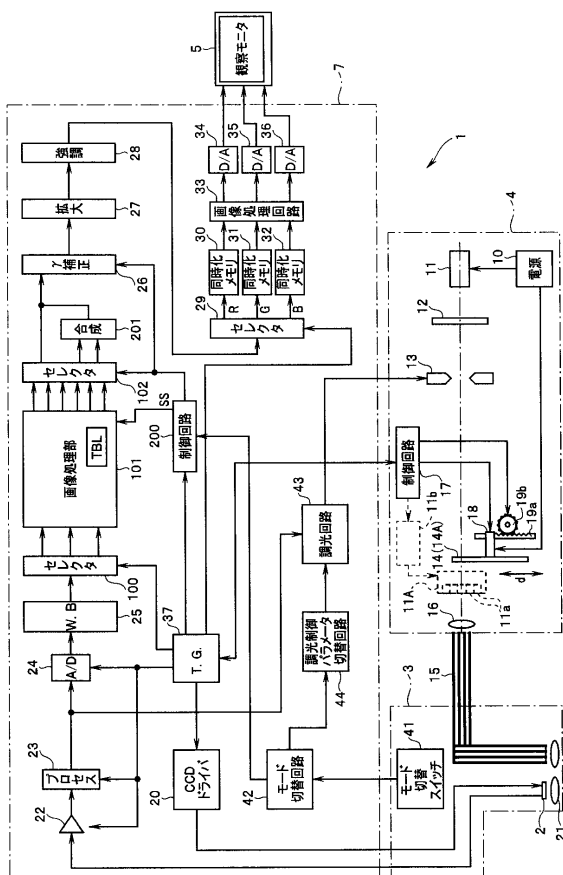 22
23
プロセス
24
A/D
25
W.B
100
セレクタ
101
画像処理部
TBL
SS
102
セレクタ
201
合成
26
γ補正
27
拡大
28
強調
20
CCD
ドライバ
37
T.G.
200
制御回路
29
セレクタ
R
G
B
30
同時化
メモリ
31
同時化
メモリ
32
同時化
メモリ
33
画像処理回路
34
D/A
35
D/A
36
D/A
5
観察モニタ
7
42
モード
切替回路
44
調光制御
パラメータ
切替回路
43
調光回路
3
41
モード
切替
スイッチ
2
21
15
16
4
1
17
制御回路
11A
11a
11b
14(14A)
18
19a
19b
d
13
12
11
10
電源